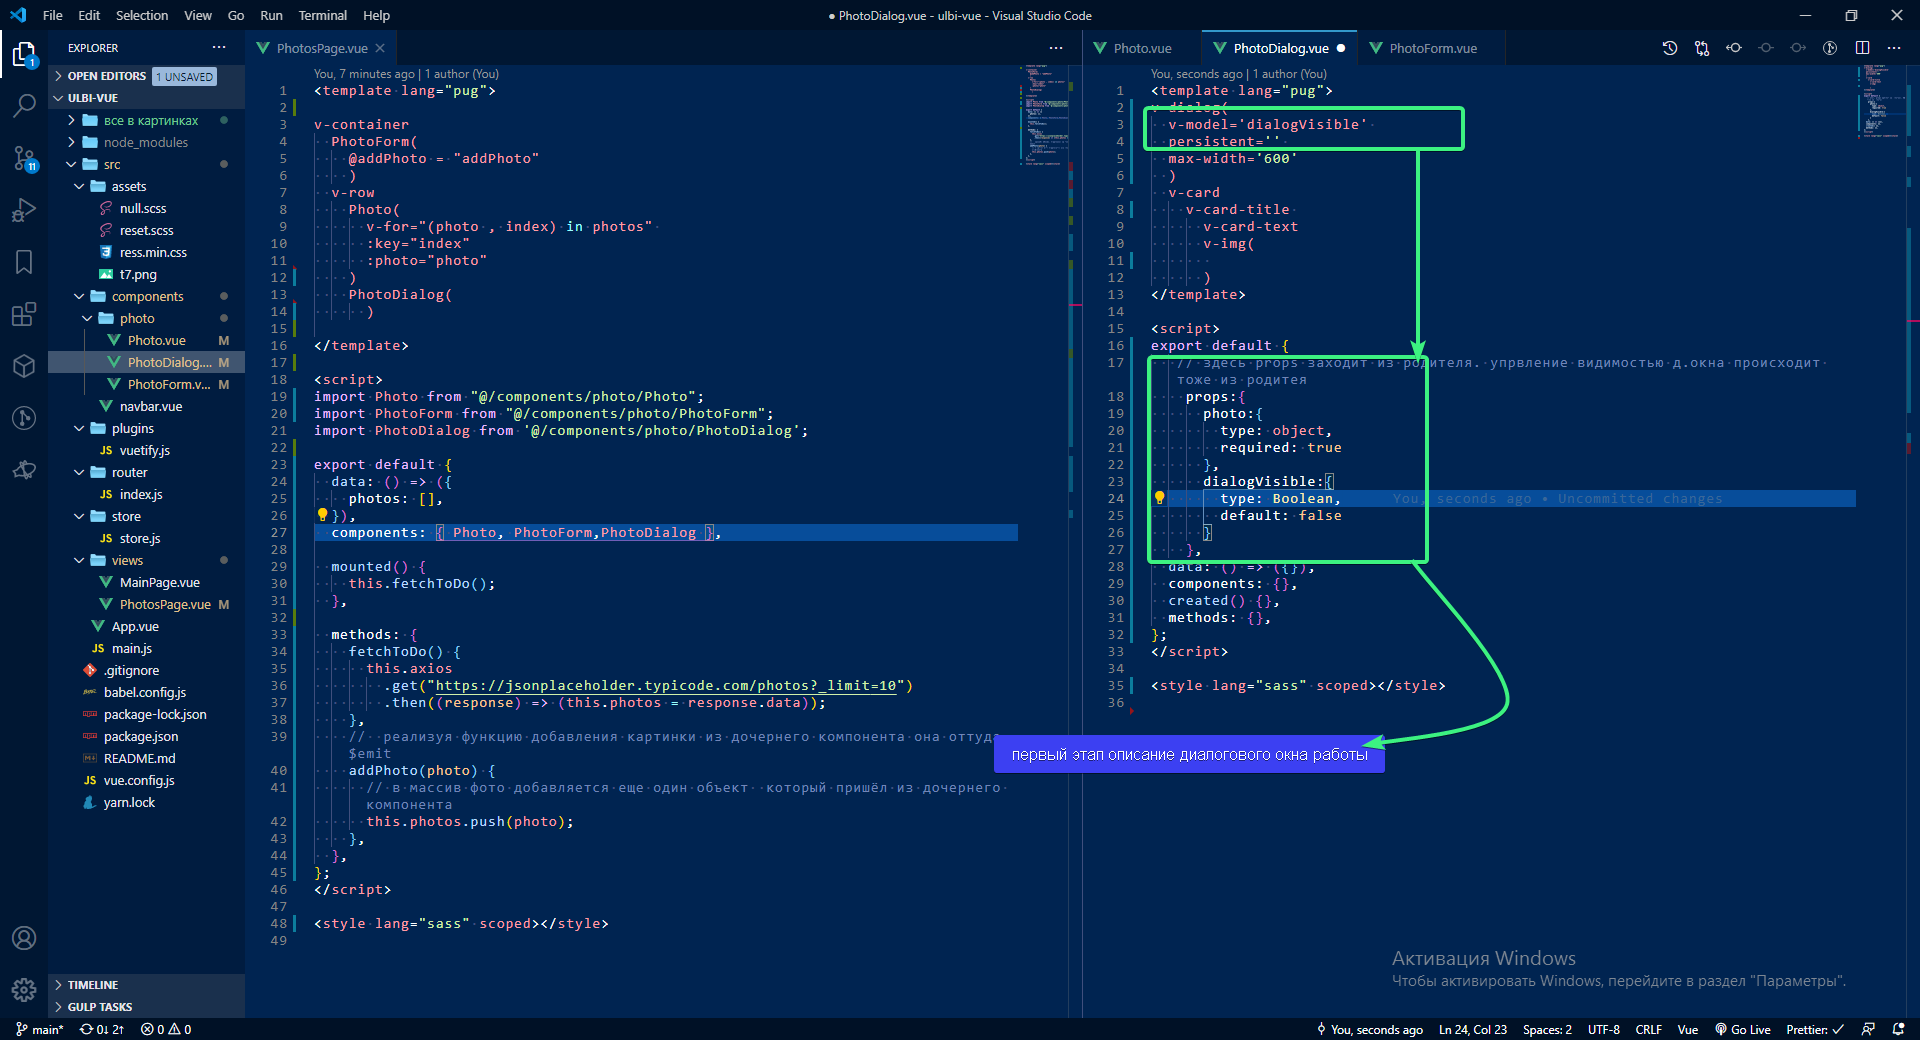 File Edit Selection View Go Run Terminal Help
● PhotoDialog.vue - ulbi-vue - Visual Studio Code
EXPLORER
OPEN EDITORS 1 UNSAVED
ULBI-VUE
все в картинках
node_modules
src
assets
null.scss
reset.scss
ress.min.css
t7.png
components
photo
Photo.vue M
PhotoDialog.... M
PhotoForm.v... M
navbar.vue
plugins
JS vuetify.js
router
JS index.js
store
JS store.js
views
MainPage.vue
PhotosPage.vue M
App.vue
JS main.js
.gitignore
babel.config.js
package-lock.json
package.json
README.md
JS vue.config.js
yarn.lock
TIMELINE
GULP TASKS
1
11
PhotosPage.vue
You, 7 minutes ago | 1 author (You)
1 <template lang="pug">
2
3 v-container
4 PhotoForm(
5 @addPhoto = "addPhoto"
6 )
7 v-row
8 Photo(
9 v-for="(photo , index) in photos"
10 :key="index"
11 :photo="photo"
12 )
13 PhotoDialog(
14 )
15
16 </template>
17
18 <script>
19 import Photo from "@/components/photo/Photo";
20 import PhotoForm from "@/components/photo/PhotoForm";
21 import PhotoDialog from '@/components/photo/PhotoDialog';
22
23 export default {
24 data: () => ({
25 photos: [],
26 }),
27 components: { Photo, PhotoForm,PhotoDialog },
28
29 mounted() {
30 this.fetchToDo();
31 },
32
33 methods: {
34 fetchToDo() {
35 this.axios
36 .get("https://jsonplaceholder.typicode.com/photos?_limit=10")
37 .then((response) => (this.photos = response.data));
38 },
39 // реализуя функцию добавления картинки из дочернего компонента она оттуда
$emit
40 addPhoto(photo) {
41 // в массив фото добавляется еще один объект который пришёл из дочернего
компонента
42 this.photos.push(photo);
43 },
44 },
45 };
46 </script>
47
48 <style lang="sass" scoped></style>
49
Photo.vue PhotoDialog.vue PhotoForm.vue
You, seconds ago | 1 author (You)
1 <template lang="pug">
2 v-dialog(
3 v-model='dialogVisible'
4 persistent=''
5 max-width='600'
6 )
7 v-card
8 v-card-title
9 v-card-text
10 v-img(
11
12 )
13 </template>
14
15 <script>
16 export default {
17 // здесь props заходит из родителя. упрвление видимостью д.окна происходит
тоже из родитея
18 props:{
19 photo:{
20 type: object,
21 required: true
22 },
23 dialogVisible:{
24 type: Boolean, You, seconds ago • Uncommitted changes
25 default: false
26 }
27 },
28 data: () => ({}),
29 components: {},
30 created() {},
31 methods: {},
32 };
33 </script>
34
35 <style lang="sass" scoped></style>
36
первый этап описание диалогового окна работы
Активация Windows
Чтобы активировать Windows, перейдите в раздел "Параметры".
main* 0↓ 2↑ 0 0
You, seconds ago Ln 24, Col 23 Spaces: 2 UTF-8 CRLF Vue Go Live Prettier: ✓